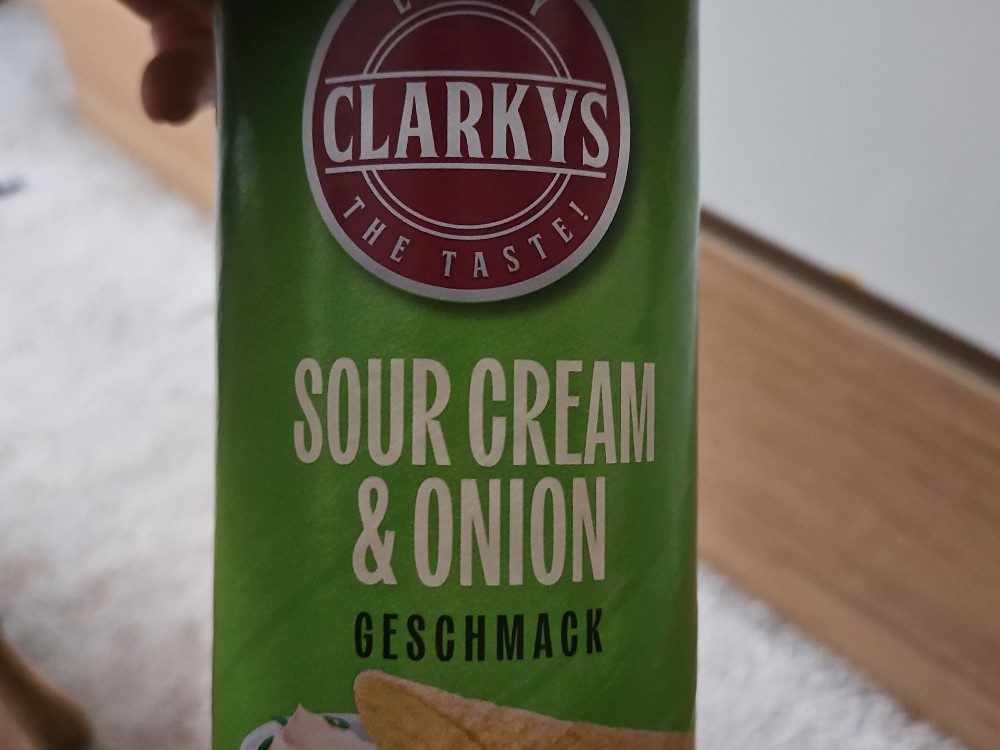 CLARKYS
THE TASTE!
SOUR CREAM
& ONION
GESCHMACK